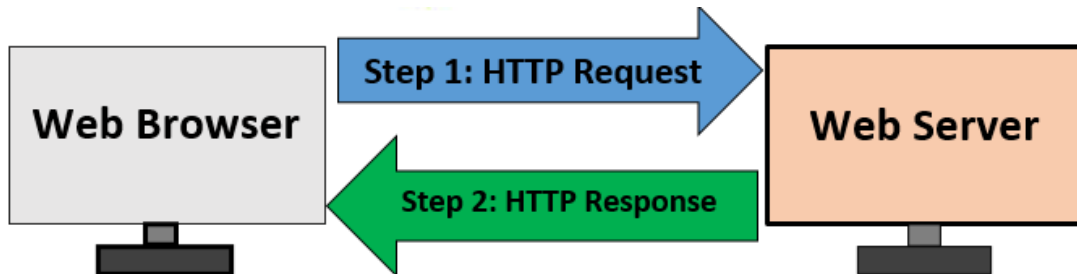 Web Browser
Step 1: HTTP Request
Web Server
Step 2: HTTP Response